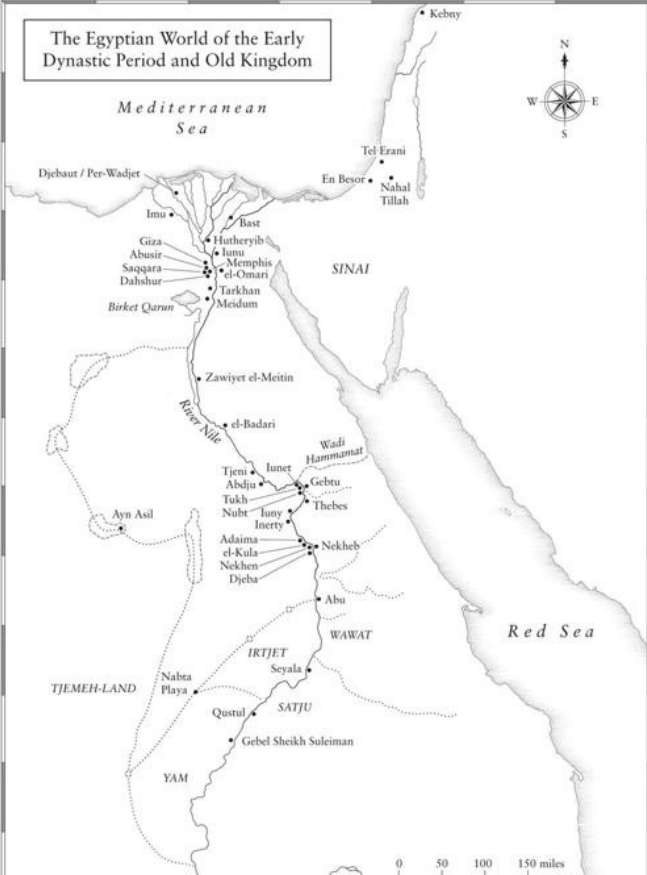 The Egyptian World of the Early
Dynastic Period and Old Kingdom
Kebny
Mediterranean
Sea
N
W
E
S
Tel Erani
Djebaut / Per-Wadjet
En Besor
Nahal
Tillah
Imu
Bast
Hutheryib
Giza
Iunu
Abusir
Memphis
Saqqara
el-Omari
SINAI
Dahshur
Tarkhan
Birket Qarun
Meidum
Zawiyet el-Meitin
River Nile
el-Badari
Wadi
Hammamat
Tjeni
Iunet
Abdju
Gebtu
Tukh
Nubt
Thebes
Iuny
Ayn Asil
Inerty
Adaima
el-Kula
Nekheb
Nekhen
Djeba
Abu
Red Sea
WAWAT
IRTJET
Seyala
Nabta
Playa
TJEMEH-LAND
SATJU
Qustul
Gebel Sheikh Suleiman
YAM
0
50
100
150 miles